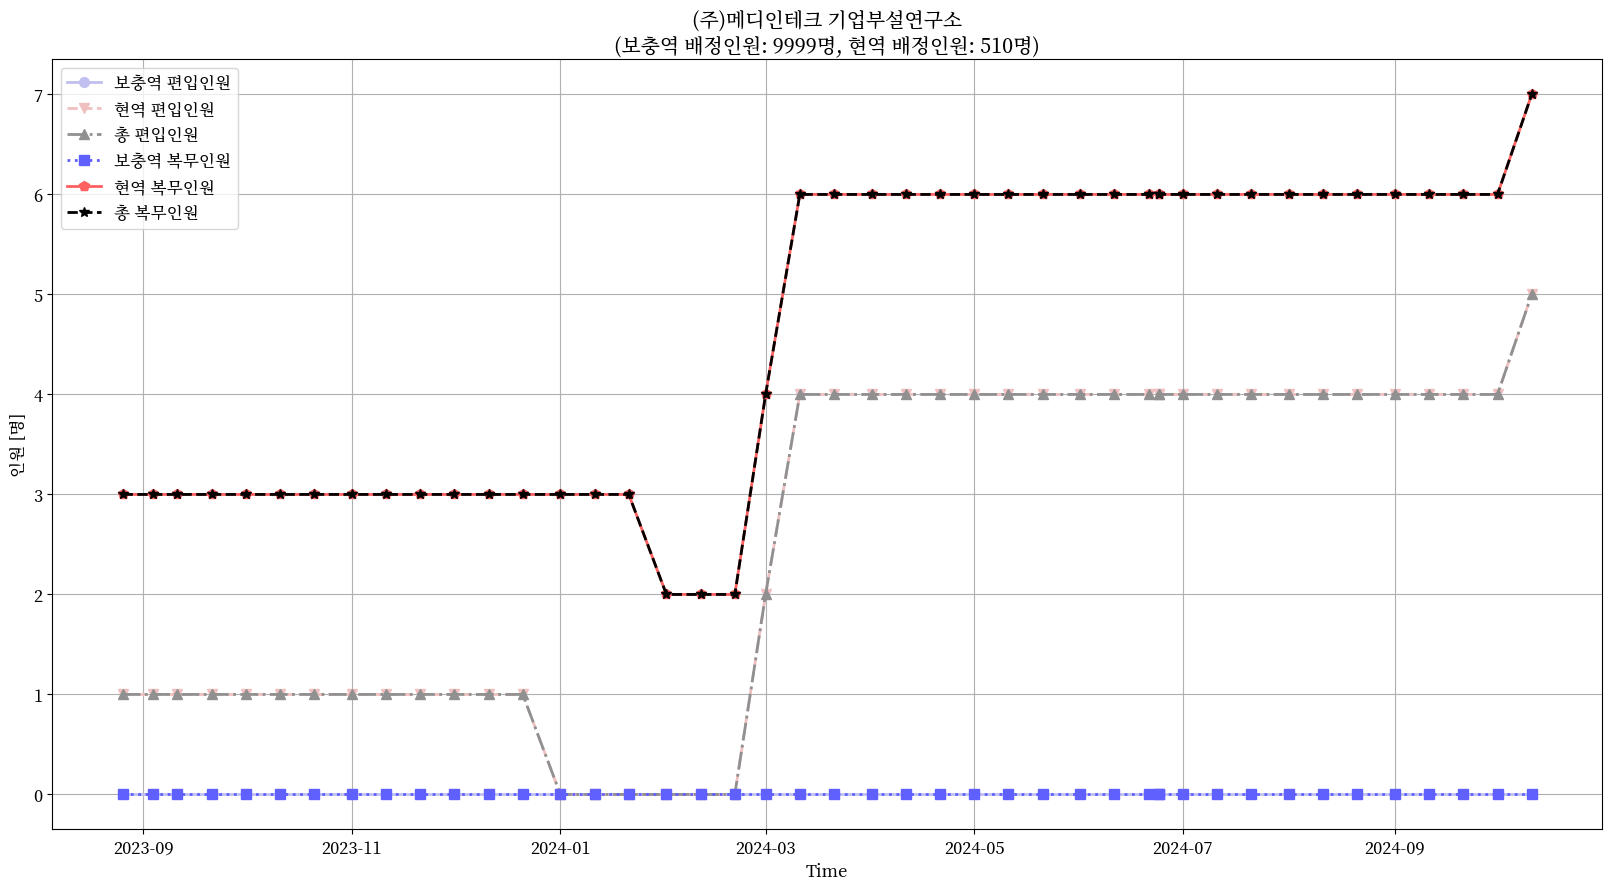 (주)메디인테크 기업부설연구소
(보충역 배정인원: 9999명, 현역 배정인원: 510명)
보충역 편입인원
현역 편입인원
총 편입인원
보충역 복무인원
현역 복무인원
총 복무인원
7
6
5
4
3
2
1
0
인원 [명]
2023-09 2023-11 2024-01 2024-03 2024-05 2024-07 2024-09
Time